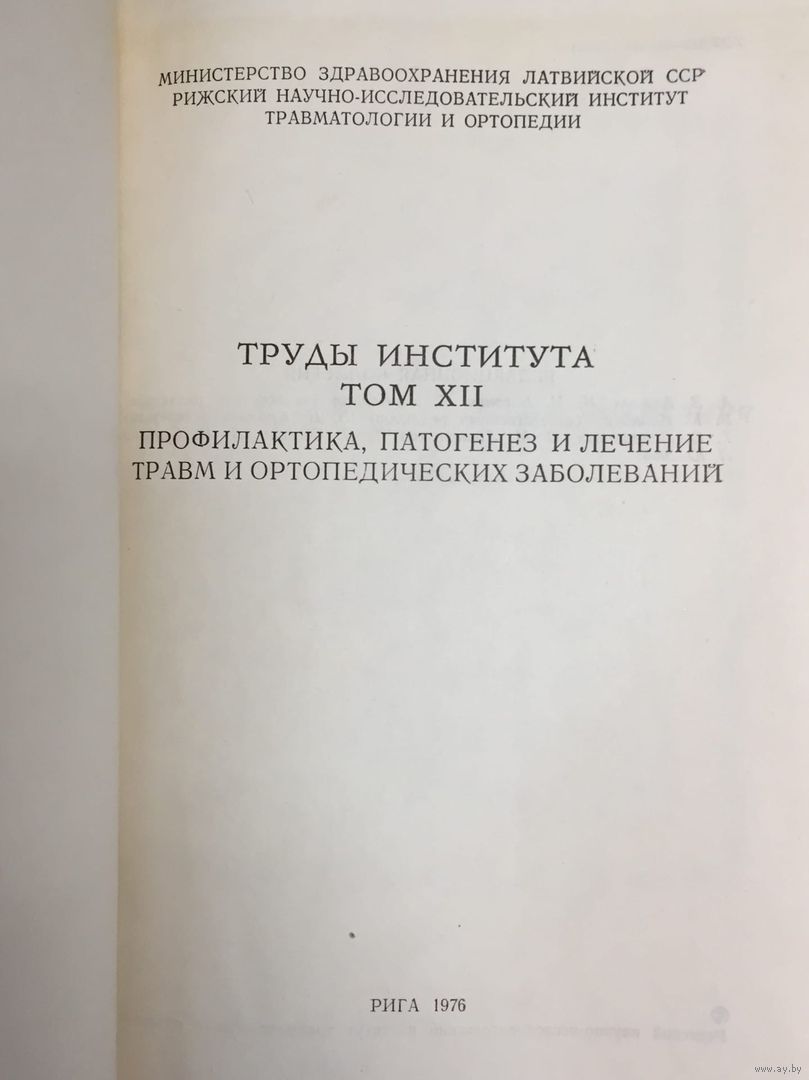 МИНИСТЕРСТВО ЗДРАВООХРАНЕНИЯ ЛАТВИЙСКОЙ ССР
РИЖСКИЙ НАУЧНО-ИССЛЕДОВАТЕЛЬСКИЙ ИНСТИТУТ
ТРАВМАТОЛОГИИ И ОРТОПЕДИИ
ТРУДЫ ИНСТИТУТА
ТОМ XII
ПРОФИЛАКТИКА, ПАТОГЕНЕЗ И ЛЕЧЕНИЕ
ТРАВМ И ОРТОПЕДИЧЕСКИХ ЗАБОЛЕВАНИЙ
РИГА 1976
www.ay.by